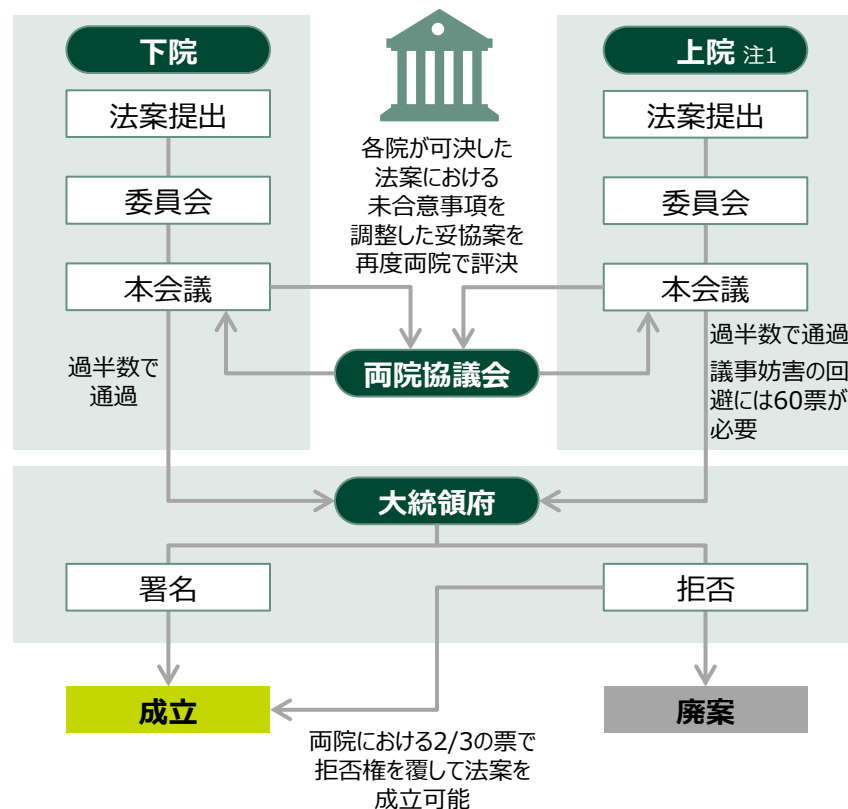 下院
上院 注1
法案提出
法案提出
各院が可決した
法案における
未合意事項を
調整した妥協案を
再度両院で評決
委員会
委員会
本会議
本会議
過半数で
通過
両院協議会
過半数で通過
議事妨害の回
避には60票が
必要
大統領府
署名
拒否
成立
廃案
両院における2/3の票で
拒否権を覆して法案を
成立可能